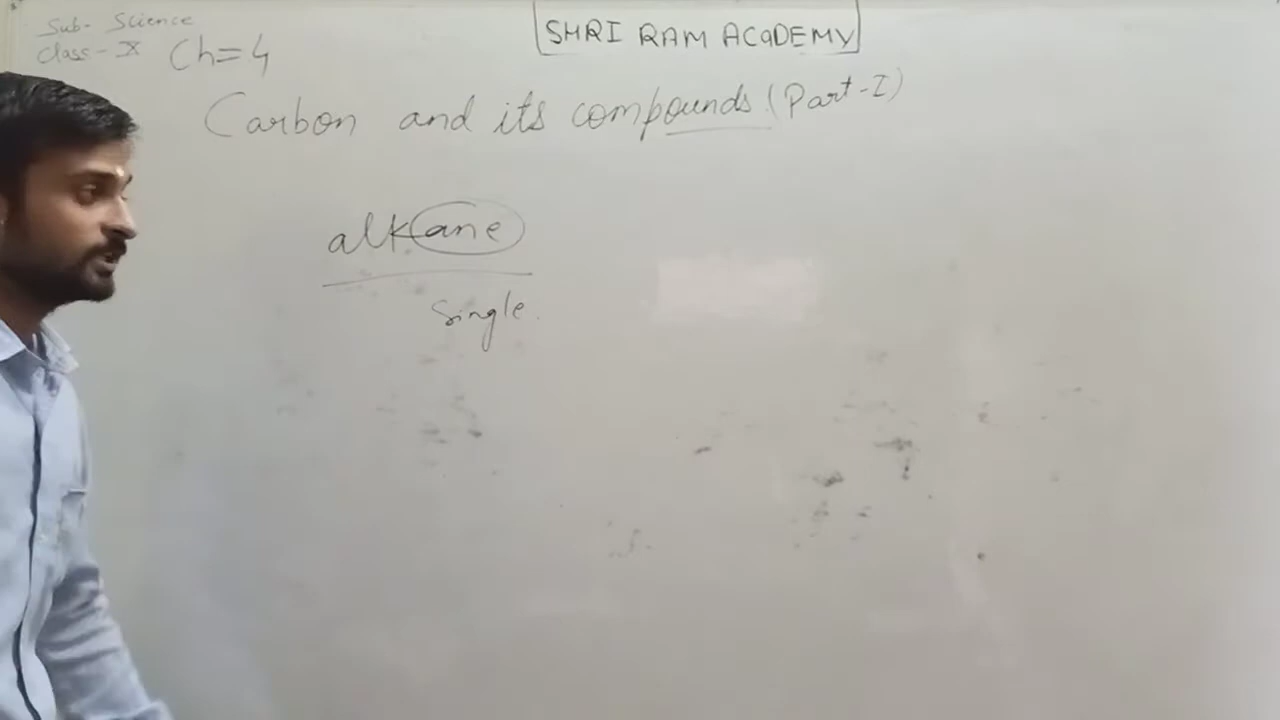 Sub- Science
Class- X Ch=4
SHRI RAM ACADEMY
Carbon and its compounds (Part-I)
alkane
Single.